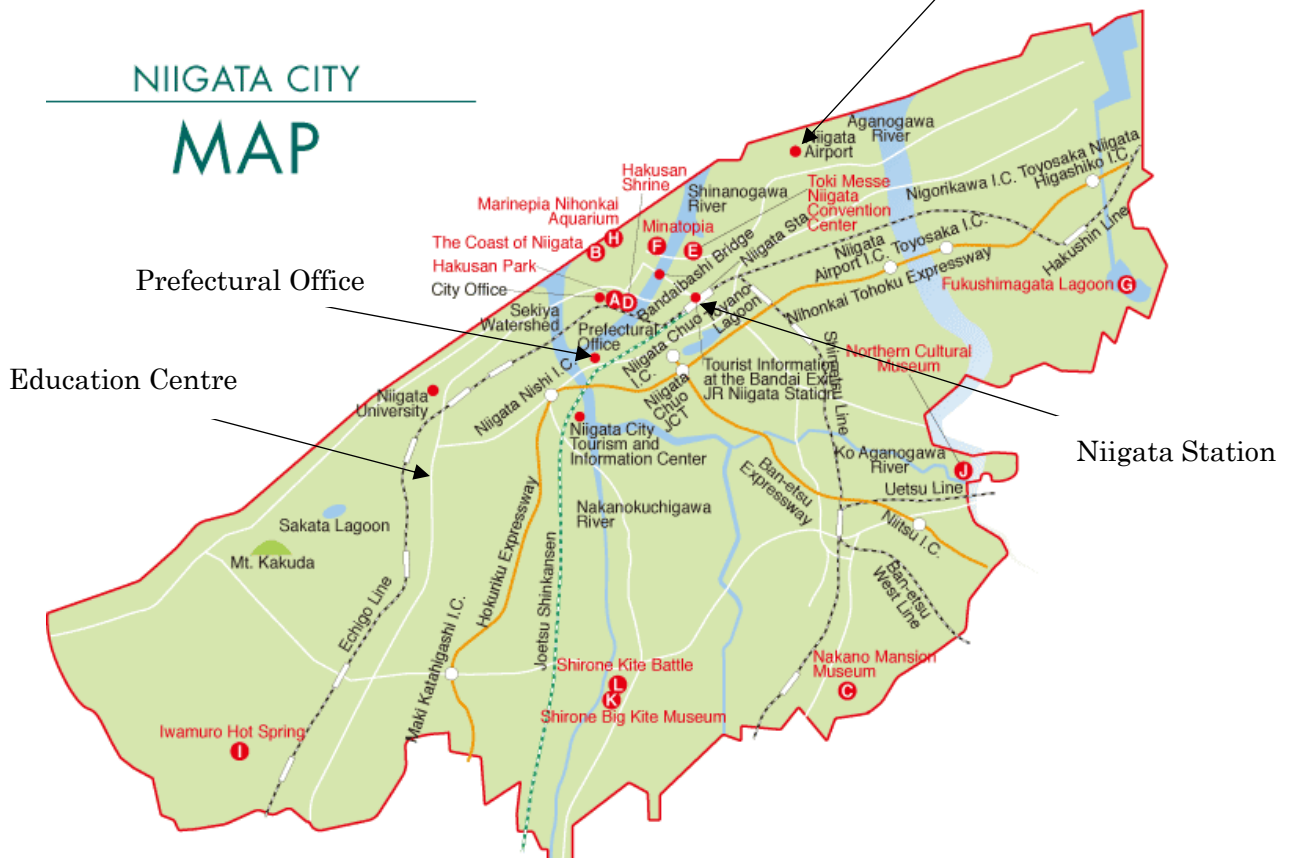 NIIGATA CITY
MAP
Aganogawa
River
Niigata
Airport
Hakusan
Shrine
Shinanogawa
River
Toki Messe
Niigata
Convention
Center
Nigorikawa I.C.
Toyosaka Niigata
Higashiko I.C.
Marinepia Nihonkai
Aquarium
H
Minatopia
F
E
The Coast of Niigata
B
Bandaibashi Bridge
Niigata Sta.
Niigata
Airport I.C.
Toyosaka I.C.
Hakushin Line
Hakusan Park
City Office
A
D
Prefectural Office
Sekiya
Watershed
Prefectural
Office
Toyano
Lagoon
Nihonkai Tohoku Expressway
Fukushimagata Lagoon
G
Niigata Chuo
I.C.
Niigata Nishi I.C.
Niigata
Chuo
JCT
Tourist Information
at the Bandai Exit
JR Niigata Station
Shinetsu Line
Northern Cultural
Museum
Education Centre
Niigata
University
Niigata City
Tourism and
Information Center
Niigata Station
Ko Aganogawa
River
J
Uetsu Line
Ban-etsu
Expressway
Sakata Lagoon
Nakanokuchigawa
River
Niitsu I.C.
Mt. Kakuda
Hokuriku Expressway
Joetsu Shinkansen
Echigo Line
Ban-etsu
West Line
Maki Katahigashi I.C.
Shirone Kite Battle
L
K
Shirone Big Kite Museum
Nakano Mansion
Museum
C
Iwamuro Hot Spring
I